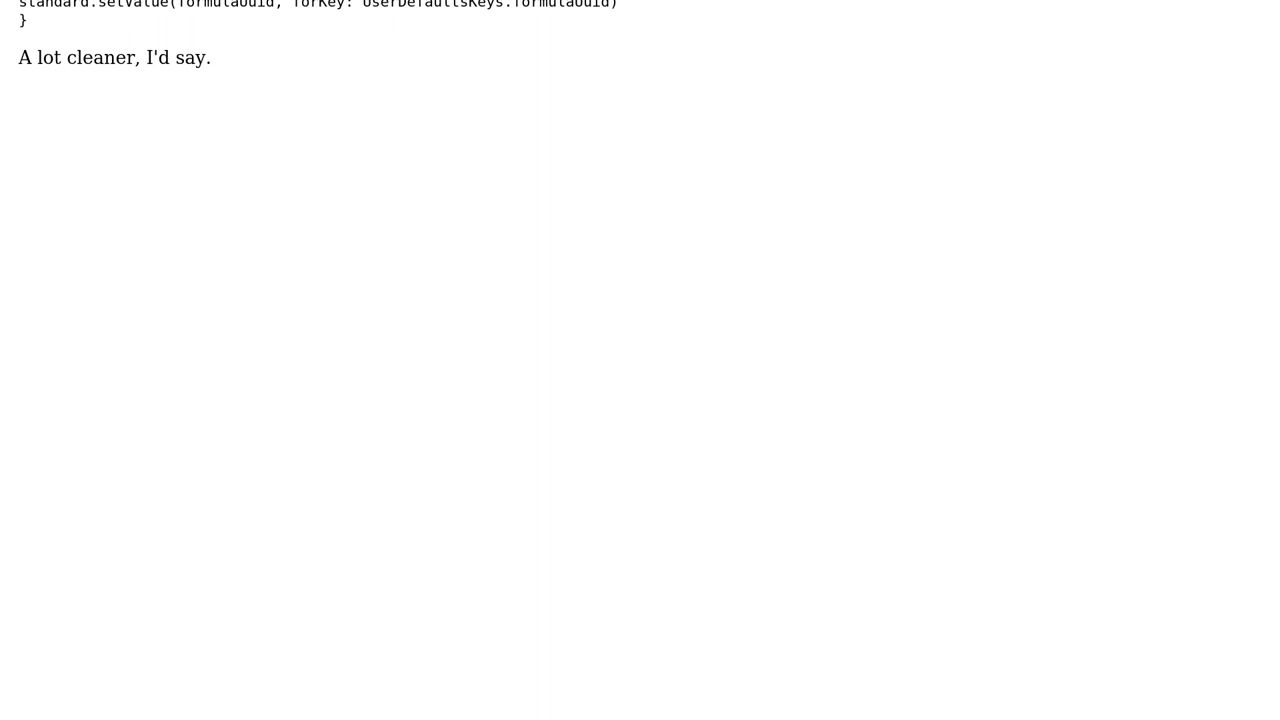 standard.setValue(formulaUuid, forKey: UserDefaultsKeys.formulaUuid)
}
A lot cleaner, I'd say.